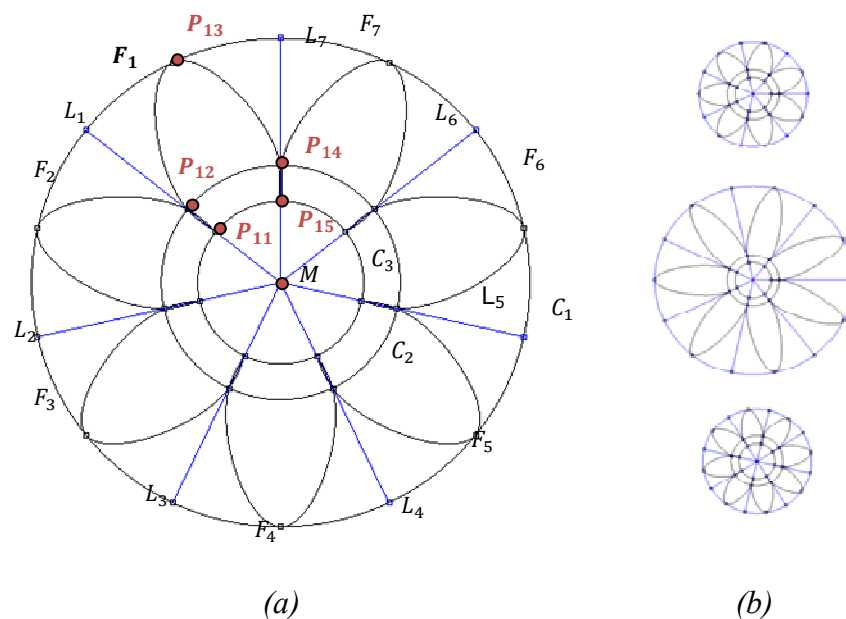 P₁₃
F₇
F₁
L₇
L₁
L₆
P₁₄
F₆
F₂
P₁₂
P₁₁
P₁₅
C₃
M
L₅
C₁
L₂
C₂
F₃
F₅
L₃
L₄
F₄
(a) (b)